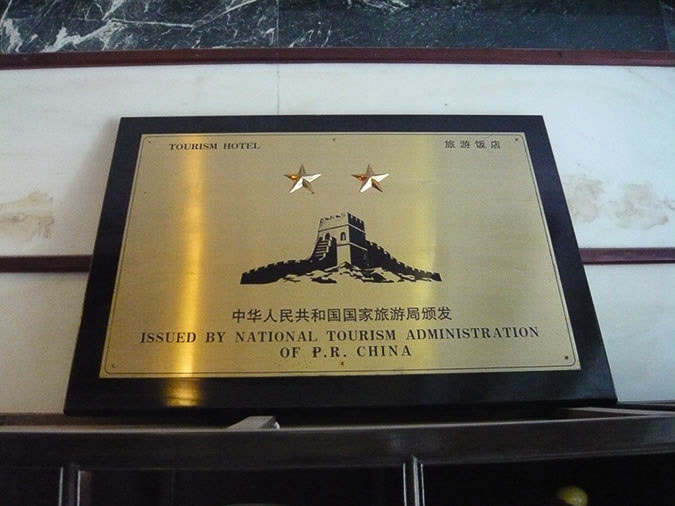 TOURISM HOTEL
旅游饭店
中华人民共和国国家旅游局颁发
ISSUED BY NATIONAL TOURISM ADMINISTRATION
OF P.R. CHINA